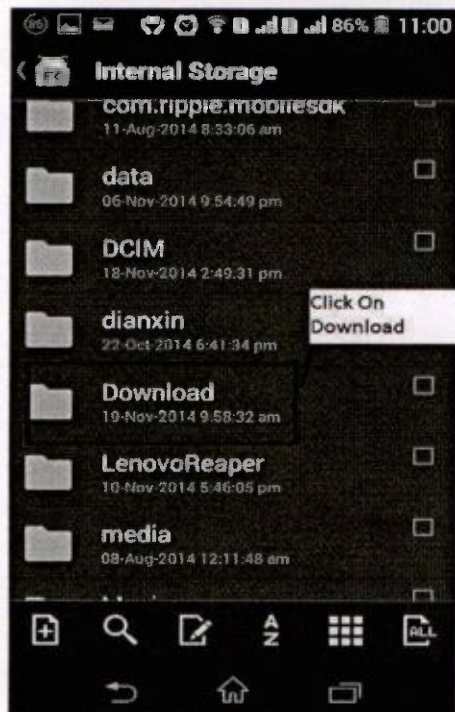 86% 11:00
Internal Storage
com.ripple.mobilesdk
11-Aug-2014 8:33:06 am
data
06-Nov-2014 9:54:49 pm
DCIM
18-Nov-2014 2:49:31 pm
Click On
Download
dianxin
22-Oct-2014 6:41:34 pm
Download
19-Nov-2014 9:58:32 am
LenovoReaper
10-Nov-2014 5:46:05 pm
media
08-Aug-2014 12:11:48 am
A
Z
ALL